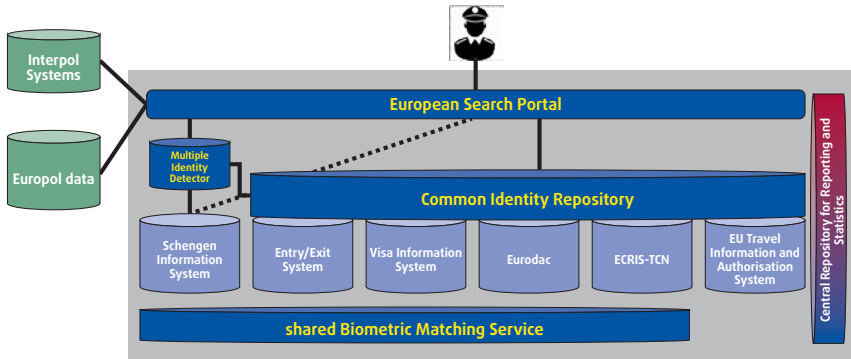 Interpol
Systems
European Search Portal
Europol data
Multiple
Identity
Detector
Common Identity Repository
Schengen
Information
System
Entry/Exit
System
Visa Information
System
Eurodac
ECRIS-TCN
EU Travel
Information and
Authorisation
System
shared Biometric Matching Service
Central Repository for Reporting and
Statistics